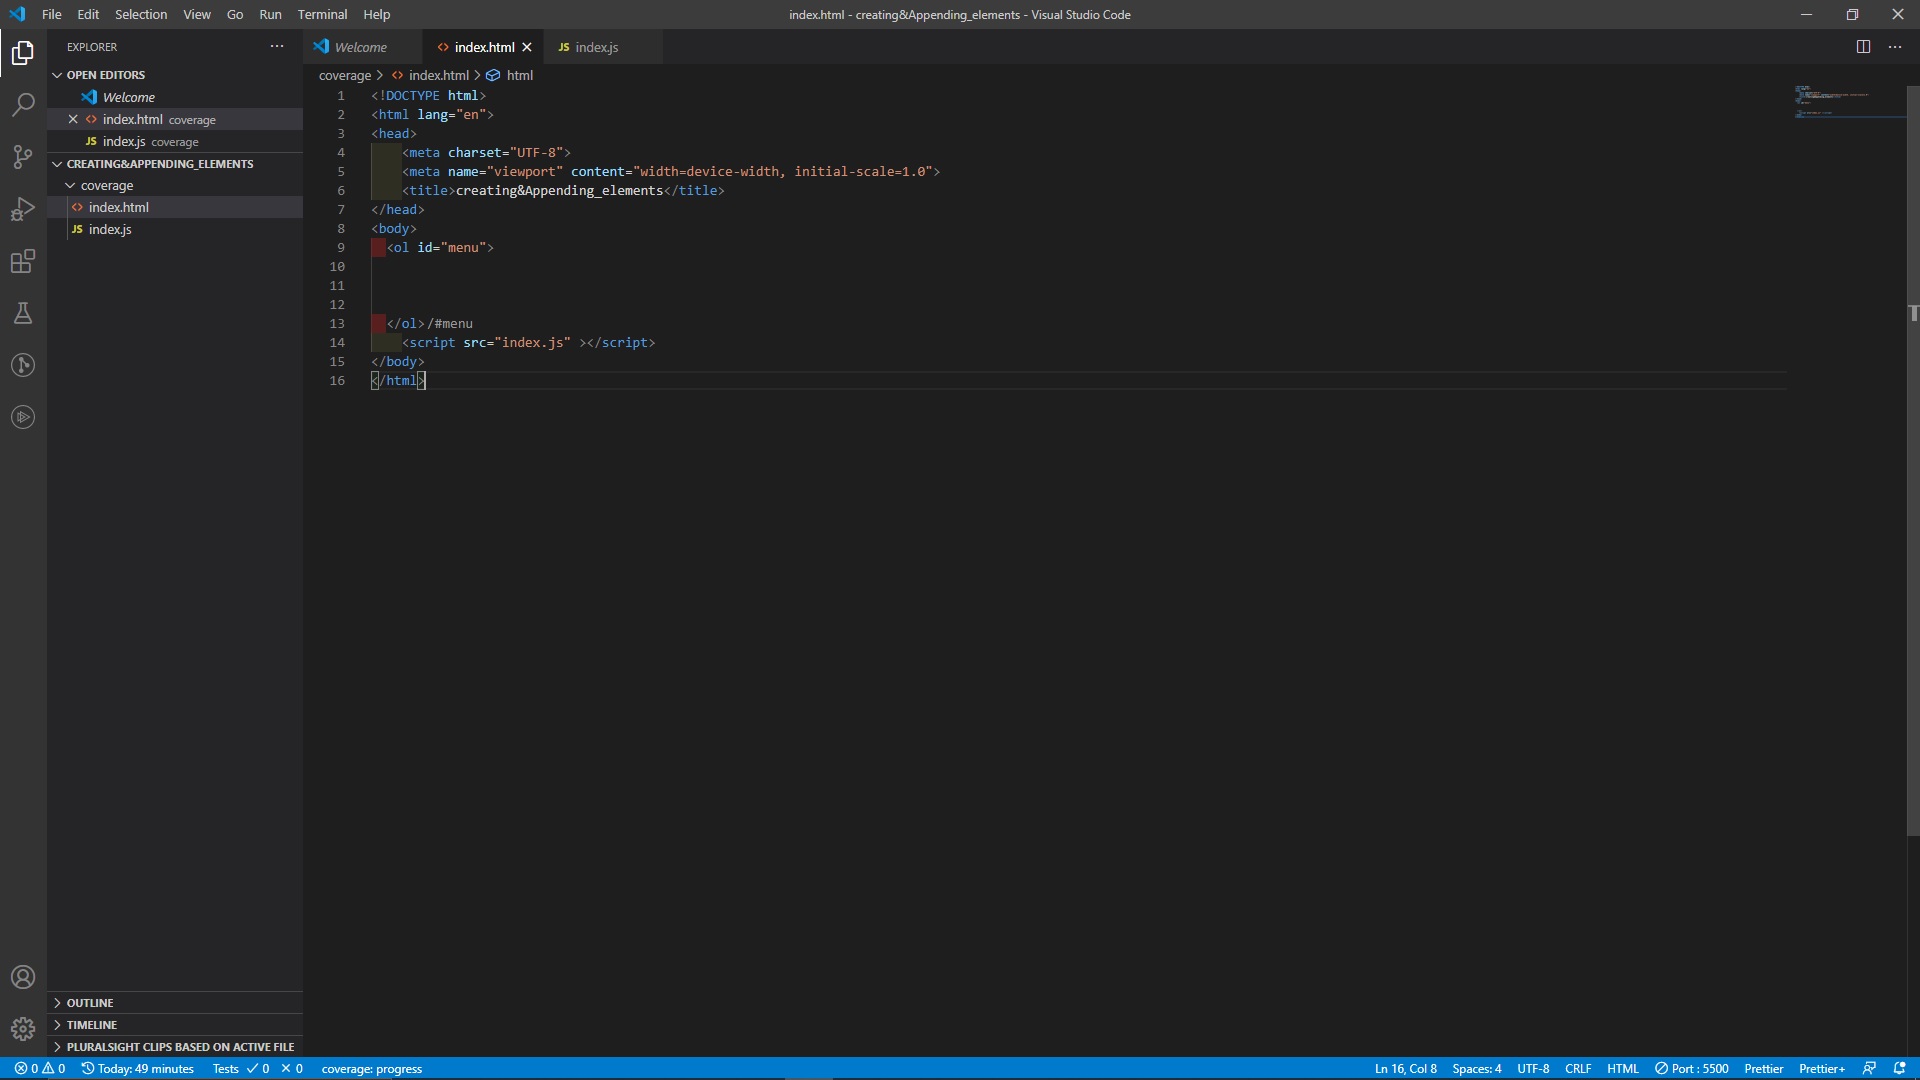 File Edit Selection View Go Run Terminal Help
index.html - creating&Appending_elements - Visual Studio Code
EXPLORER
OPEN EDITORS
Welcome
index.html coverage
JS index.js coverage
CREATING&APPENDING_ELEMENTS
coverage
index.html
JS index.js
OUTLINE
TIMELINE
PLURALSIGHT CLIPS BASED ON ACTIVE FILE
Welcome index.html JS index.js
coverage > index.html > html
1 <!DOCTYPE html>
2 <html lang="en">
3 <head>
4 <meta charset="UTF-8">
5 <meta name="viewport" content="width=device-width, initial-scale=1.0">
6 <title>creating&Appending_elements</title>
7 </head>
8 <body>
9 <ol id="menu">
10
11
12
13 </ol>/#menu
14 <script src="index.js" ></script>
15 </body>
16 </html>
0 0 Today: 49 minutes Tests 0 0 coverage: progress Ln 16, Col 8 Spaces: 4 UTF-8 CRLF HTML Port : 5500 Prettier Prettier+